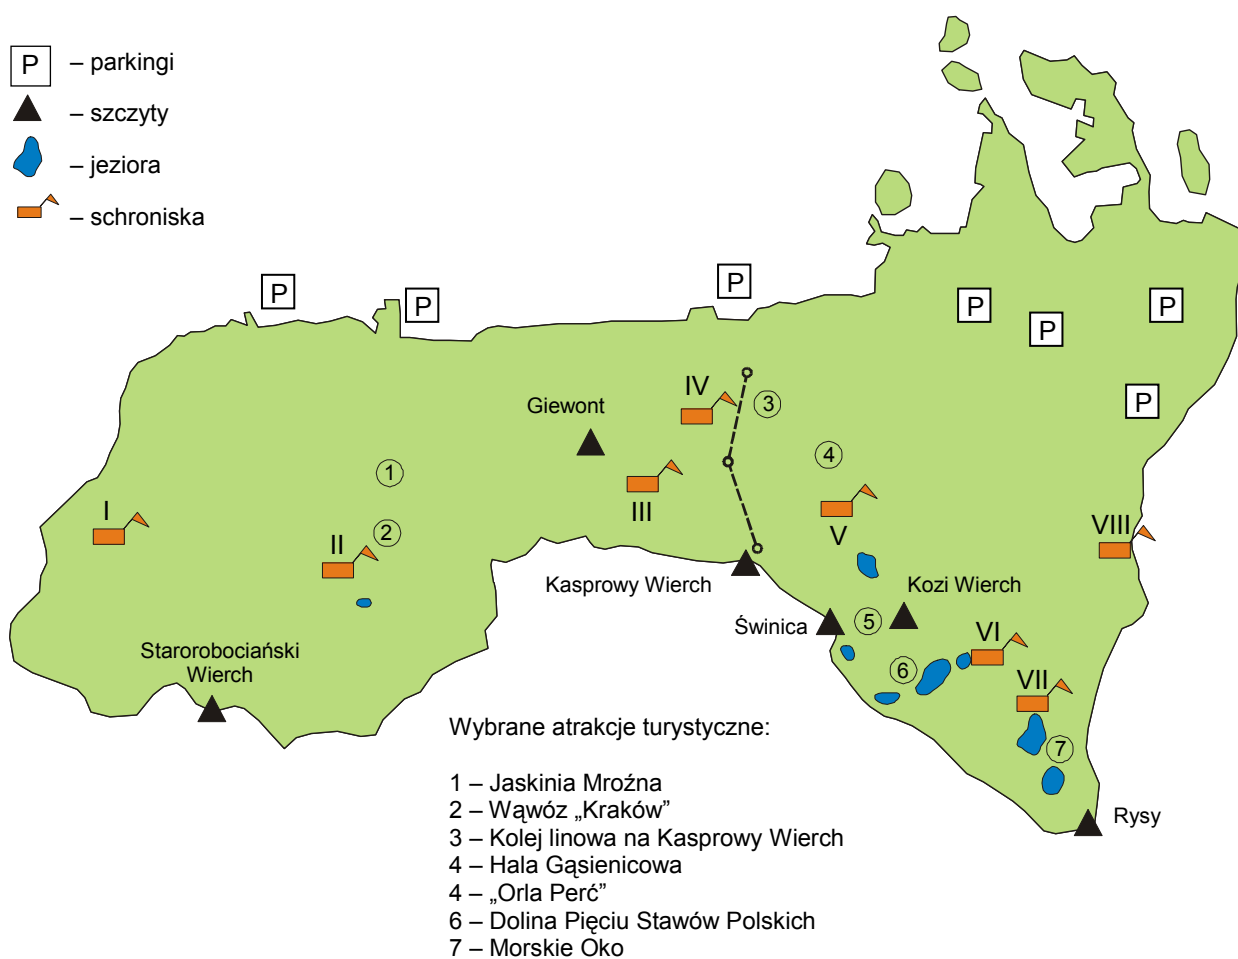 P – parkingi
– szczyty
– jeziora
– schroniska
P
P
P
P
P
P
P
IV
3
Giewont
4
1
III
I
II
2
V
VIII
Kasprowy Wierch
Kozi Wierch
Świnica
5
VI
Starorobociański
Wierch
6
VII
7
Rysy
Wybrane atrakcje turystyczne:
1 – Jaskinia Mroźna
2 – Wąwóz „Kraków”
3 – Kolej linowa na Kasprowy Wierch
4 – Hala Gąsienicowa
4 – „Orla Perć”
6 – Dolina Pięciu Stawów Polskich
7 – Morskie Oko